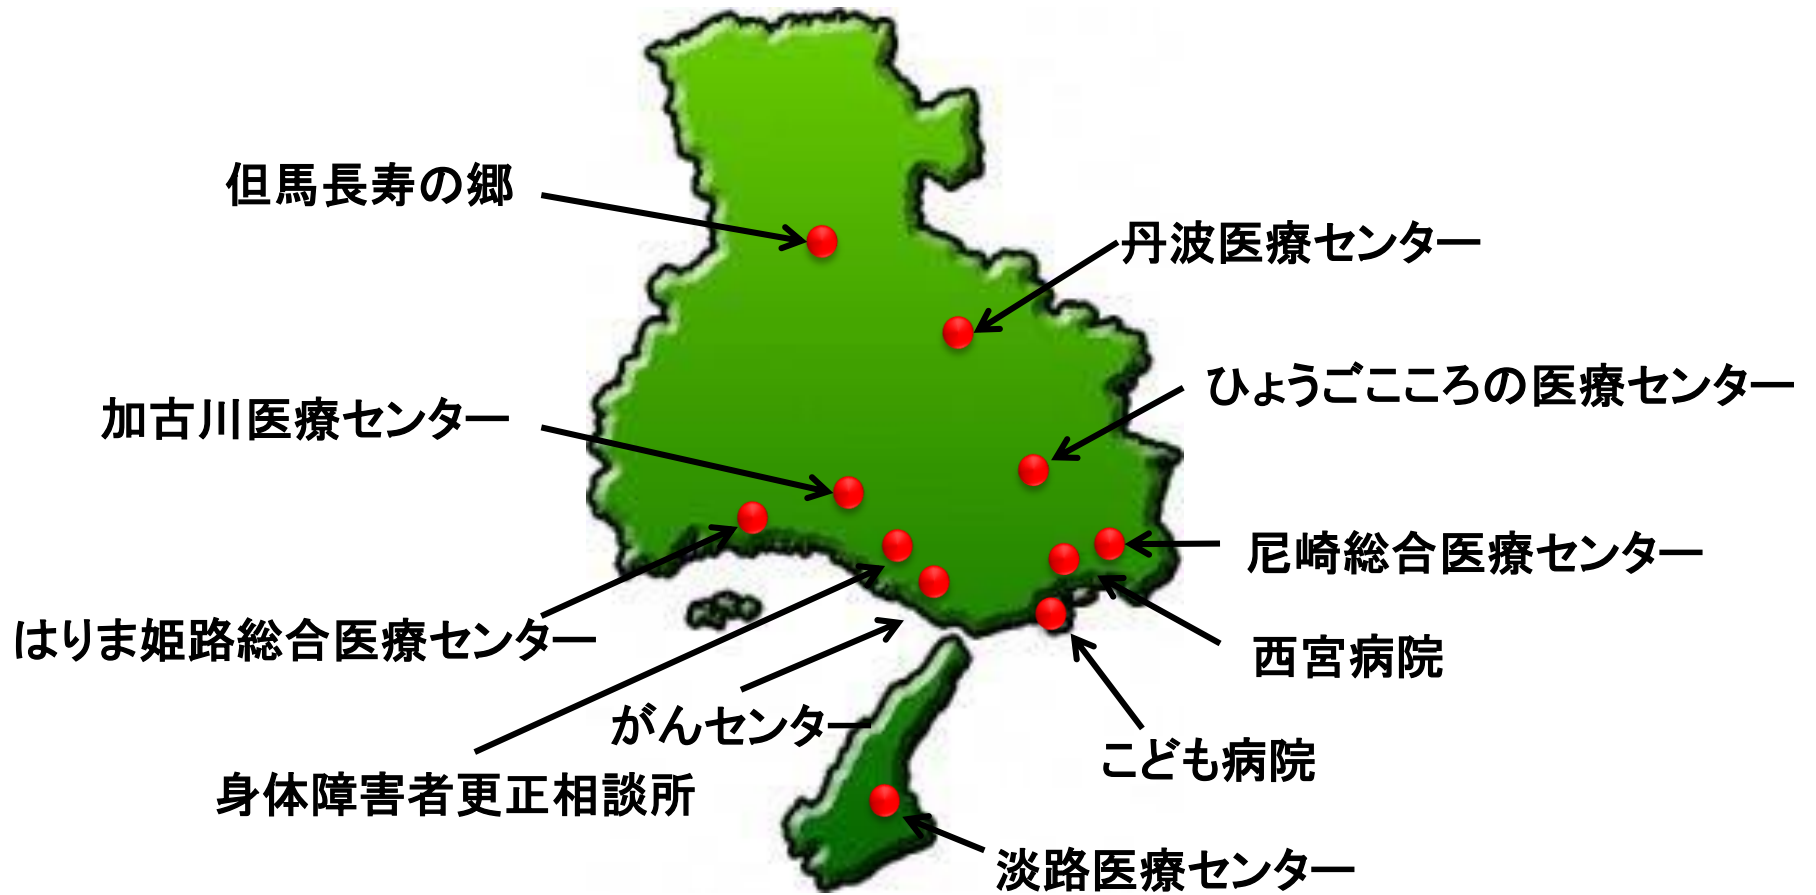 但馬長寿の郷
丹波医療センター
ひょうごこころの医療センター
加古川医療センター
尼崎総合医療センター
はりま姫路総合医療センター
西宮病院
がんセンター
こども病院
身体障害者更正相談所
淡路医療センター